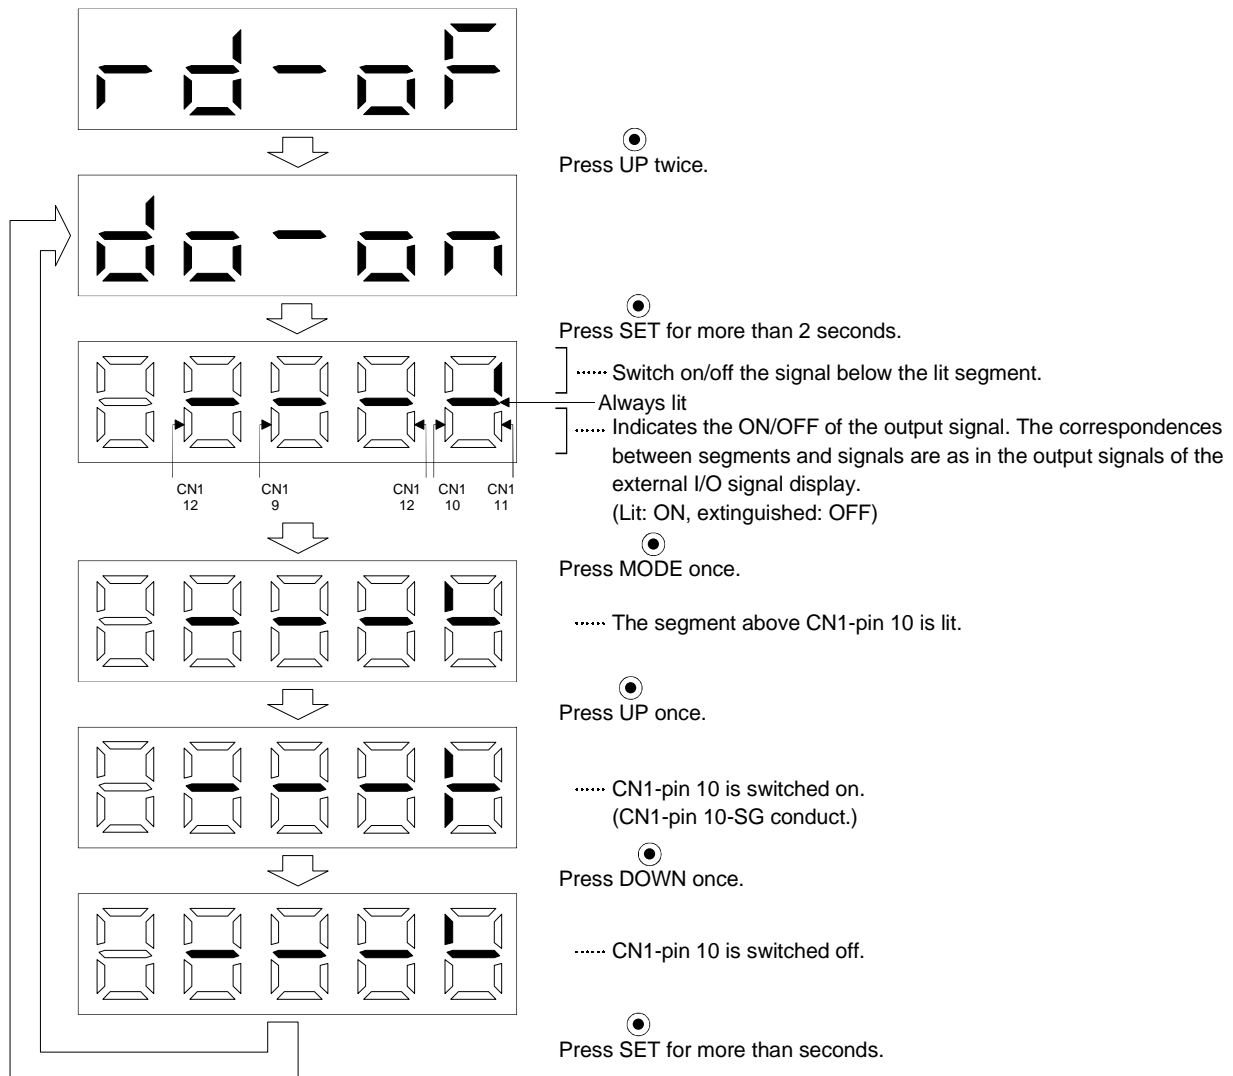 rd-oF
Press UP twice.
do-on
Press SET for more than 2 seconds.
Switch on/off the signal below the lit segment.
Always lit
Indicates the ON/OFF of the output signal. The correspondences
between segments and signals are as in the output signals of the
external I/O signal display.
(Lit: ON, extinguished: OFF)
CN1 CN1 CN1 CN1 CN1
12 9 12 10 11
Press MODE once.
The segment above CN1-pin 10 is lit.
Press UP once.
CN1-pin 10 is switched on.
(CN1-pin 10-SG conduct.)
Press DOWN once.
CN1-pin 10 is switched off.
Press SET for more than seconds.